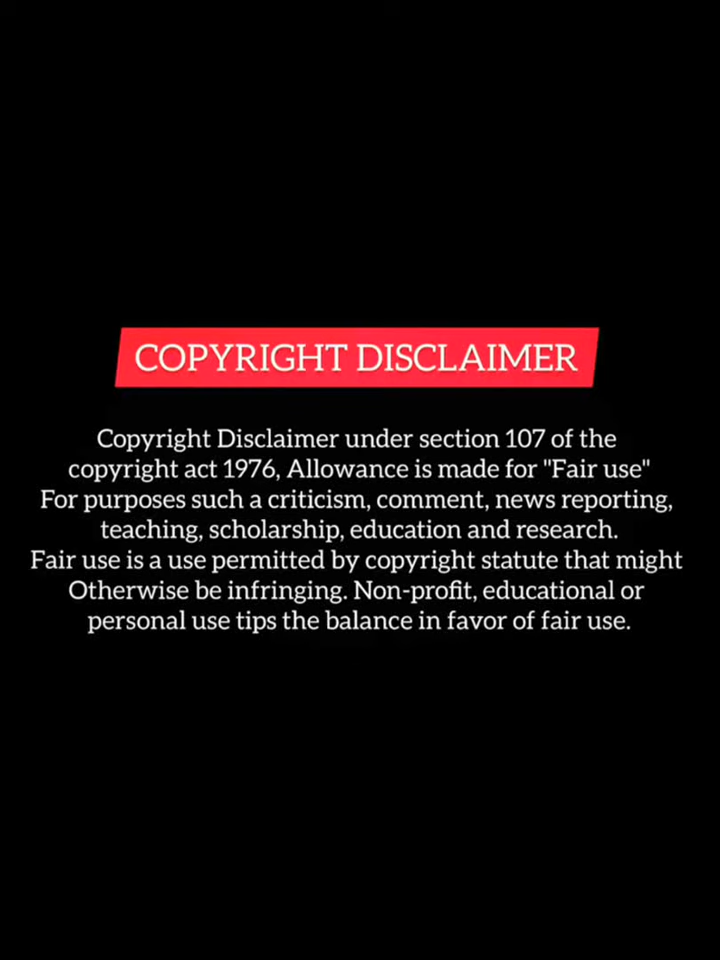 COPYRIGHT DISCLAIMER
Copyright Disclaimer under section 107 of the
copyright act 1976, Allowance is made for "Fair use"
For purposes such a criticism, comment, news reporting,
teaching, scholarship, education and research.
Fair use is a use permitted by copyright statute that might
Otherwise be infringing. Non-profit, educational or
personal use tips the balance in favor of fair use.